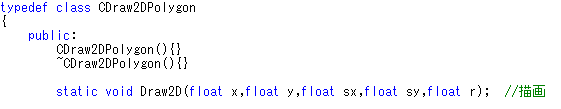 typedef class CDraw2DPolygon
{
    public:
        CDraw2DPolygon(){}
        ~CDraw2DPolygon(){}

        static void Draw2D(float x,float y,float sx,float sy,float r);  //描画